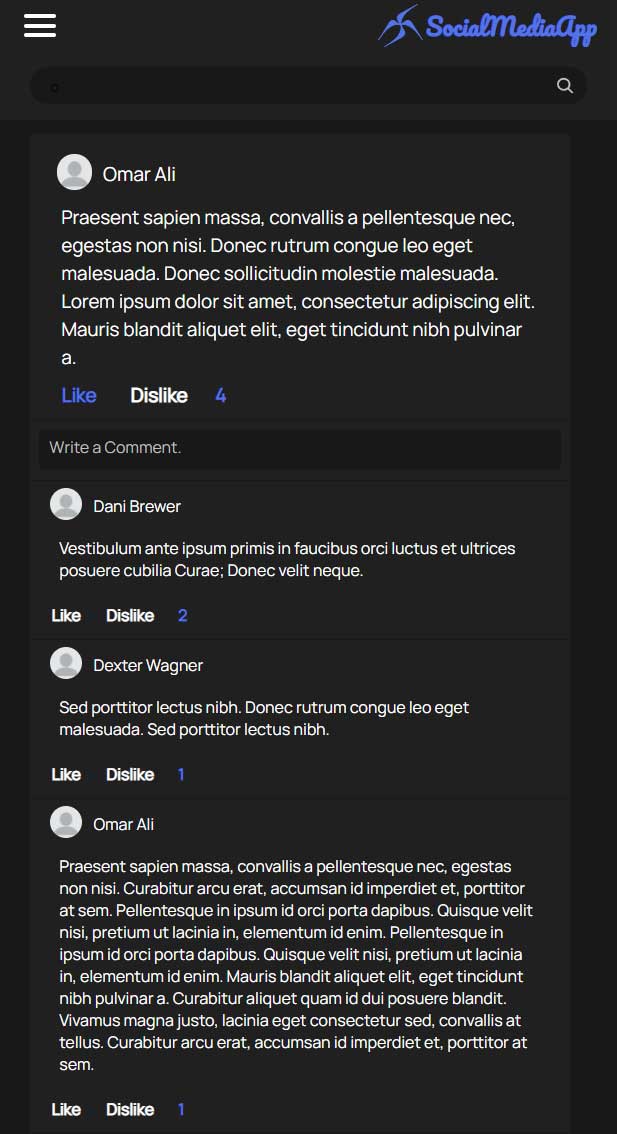 SocialMediaApp
o
Omar Ali
Praesent sapien massa, convallis a pellentesque nec,
egestas non nisi. Donec rutrum congue leo eget
malesuada. Donec sollicitudin molestie malesuada.
Lorem ipsum dolor sit amet, consectetur adipiscing elit.
Mauris blandit aliquet elit, eget tincidunt nibh pulvinar
a.
Like Dislike 4
Write a Comment.
Dani Brewer
Vestibulum ante ipsum primis in faucibus orci luctus et ultrices
posuere cubilia Curae; Donec velit neque.
Like Dislike 2
Dexter Wagner
Sed porttitor lectus nibh. Donec rutrum congue leo eget
malesuada. Sed porttitor lectus nibh.
Like Dislike 1
Omar Ali
Praesent sapien massa, convallis a pellentesque nec, egestas
non nisi. Curabitur arcu erat, accumsan id imperdiet et, porttitor
at sem. Pellentesque in ipsum id orci porta dapibus. Quisque velit
nisi, pretium ut lacinia in, elementum id enim. Pellentesque in
ipsum id orci porta dapibus. Quisque velit nisi, pretium ut lacinia
in, elementum id enim. Mauris blandit aliquet elit, eget tincidunt
nibh pulvinar a. Curabitur aliquet quam id dui posuere blandit.
Vivamus magna justo, lacinia eget consectetur sed, convallis at
tellus. Curabitur arcu erat, accumsan id imperdiet et, porttitor at
sem.
Like Dislike 1